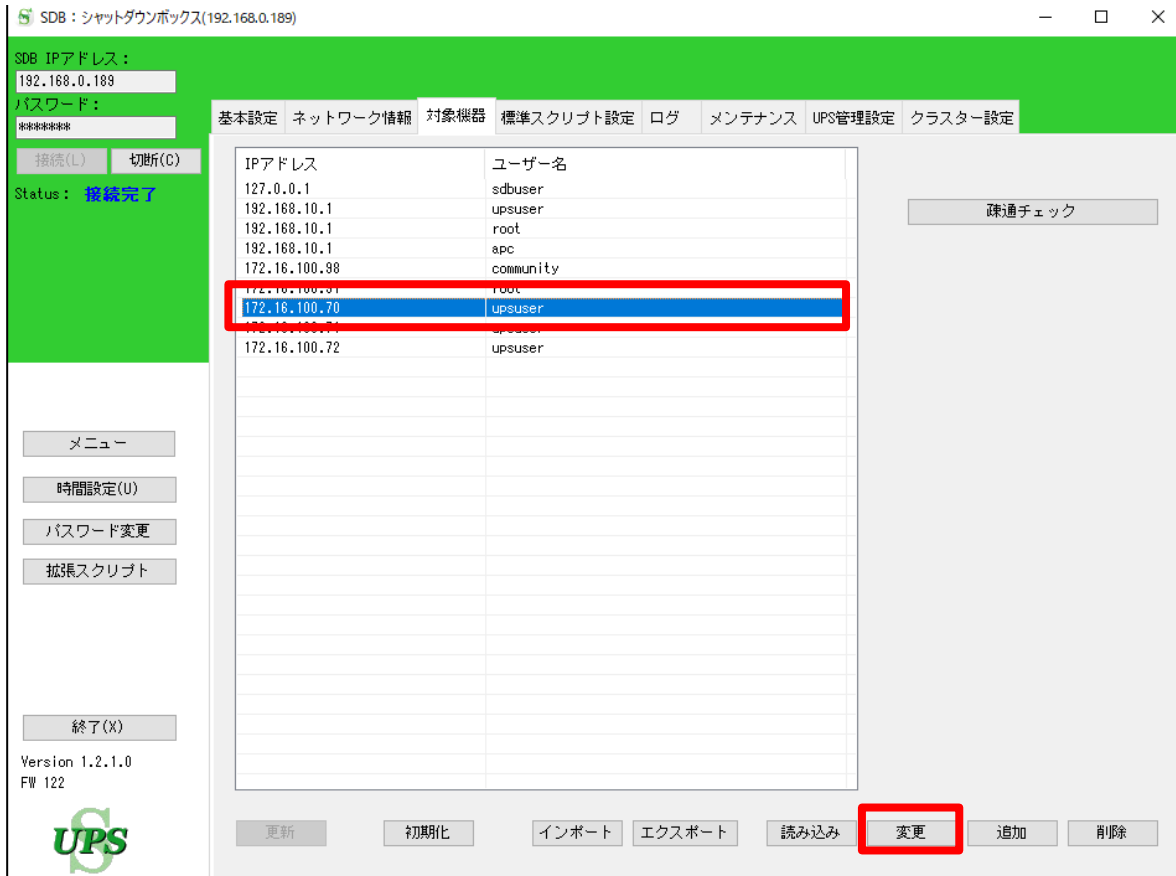 SDB：シャットダウンボックス(192.168.0.189)
SDB IPアドレス：
192.168.0.189
パスワード：
*******
接続(L)
切断(C)
Status： 接続完了
基本設定 ネットワーク情報 対象機器 標準スクリプト設定 ログ メンテナンス UPS管理設定 クラスター設定
IPアドレス ユーザー名
127.0.0.1 sdbuser
192.168.10.1 upsuser
192.168.10.1 root
192.168.10.1 apc
172.16.100.98 community
172.16.100.70 upsuser
172.16.100.72 upsuser
疎通チェック
メニュー
時間設定(U)
パスワード変更
拡張スクリプト
終了(X)
Version 1.2.1.0
FW 122
UPS
更新 初期化 インポート エクスポート 読み込み 変更 追加 削除